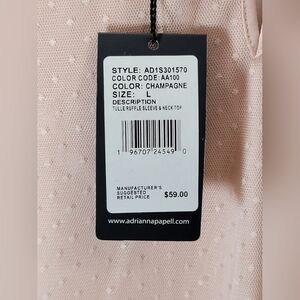 STYLE: AD1S301570
COLOR CODE: AA100
COLOR: CHAMPAGNE
SIZE: L
DESCRIPTION
TULLE RUFFLE SLEEVE & NECK TOP
1 96707 24549 0
MANUFACTURER'S
SUGGESTED
RETAIL PRICE $59.00
www.adriannapapell.com